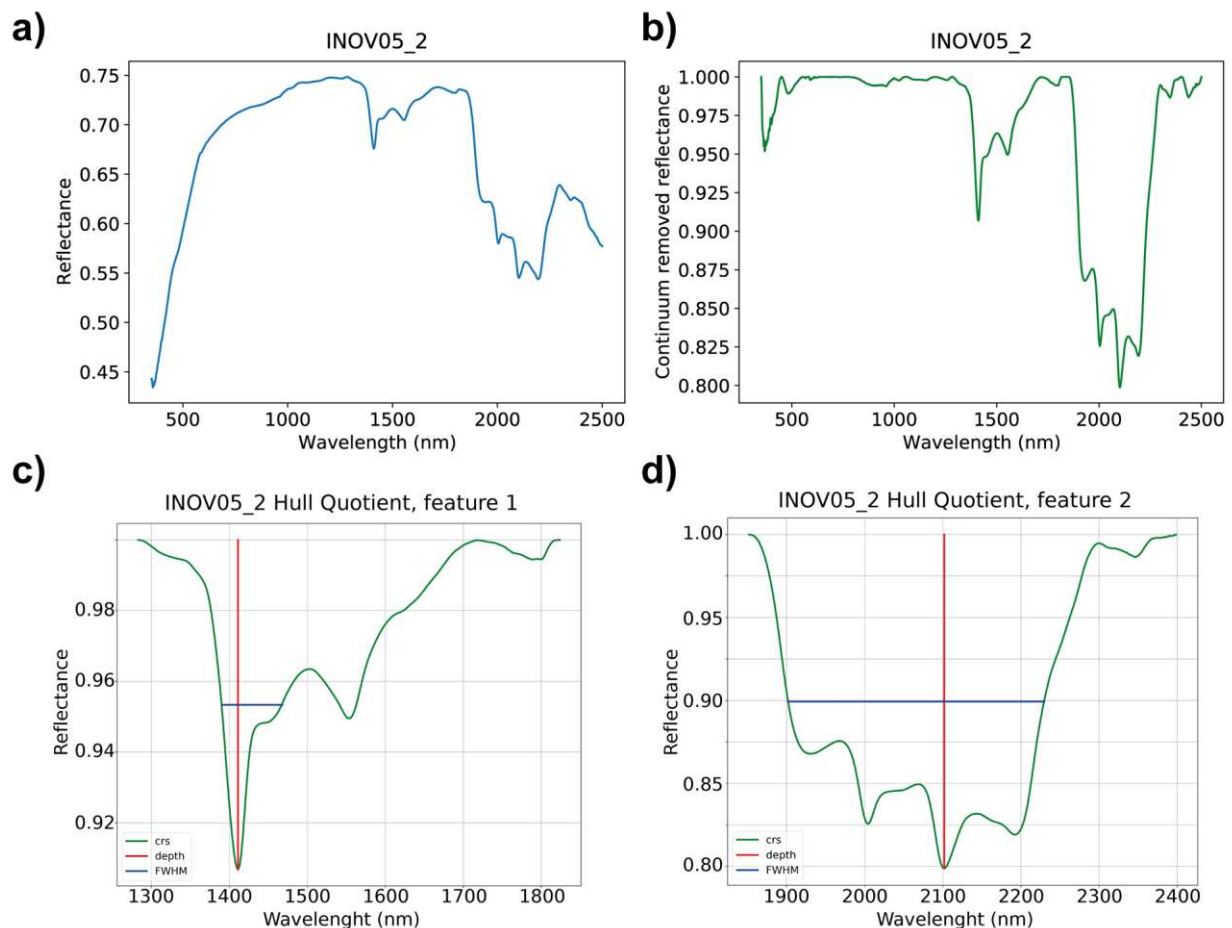 a)
INOV05_2
0.75
0.70
0.65
0.60
0.55
0.50
0.45
Reflectance
500 1000 1500 2000 2500
Wavelength (nm)
b)
INOV05_2
1.000
0.975
0.950
0.925
0.900
0.875
0.850
0.825
0.800
Continuum removed reflectance
500 1000 1500 2000 2500
Wavelength (nm)
c)
INOV05_2 Hull Quotient, feature 1
0.98
0.96
0.94
0.92
Reflectance
crs
depth
FWHM
1300 1400 1500 1600 1700 1800
Wavelenght (nm)
d)
INOV05_2 Hull Quotient, feature 2
1.00
0.95
0.90
0.85
0.80
Reflectance
crs
depth
FWHM
1900 2000 2100 2200 2300 2400
Wavelenght (nm)